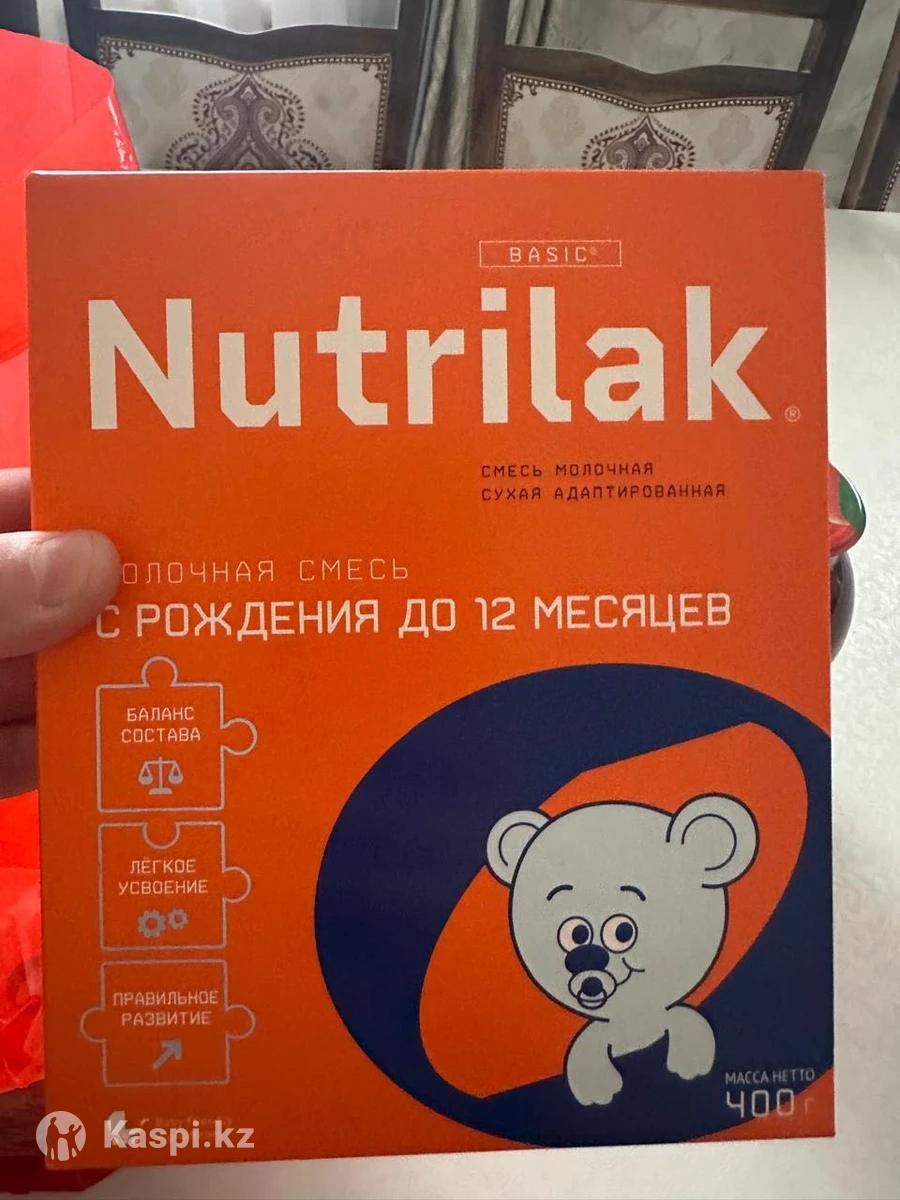 BASIC®
Nutrilak®
СМЕСЬ МОЛОЧНАЯ
СУХАЯ АДАПТИРОВАННАЯ
ОЛОЧНАЯ СМЕСЬ
С РОЖДЕНИЯ ДО 12 МЕСЯЦЕВ
БАЛАНС
СОСТАВА
ЛЁГКОЕ
УСВОЕНИЕ
ПРАВИЛЬНОЕ
РАЗВИТИЕ
МАССА НЕТТО
400 г
Kaspi.kz